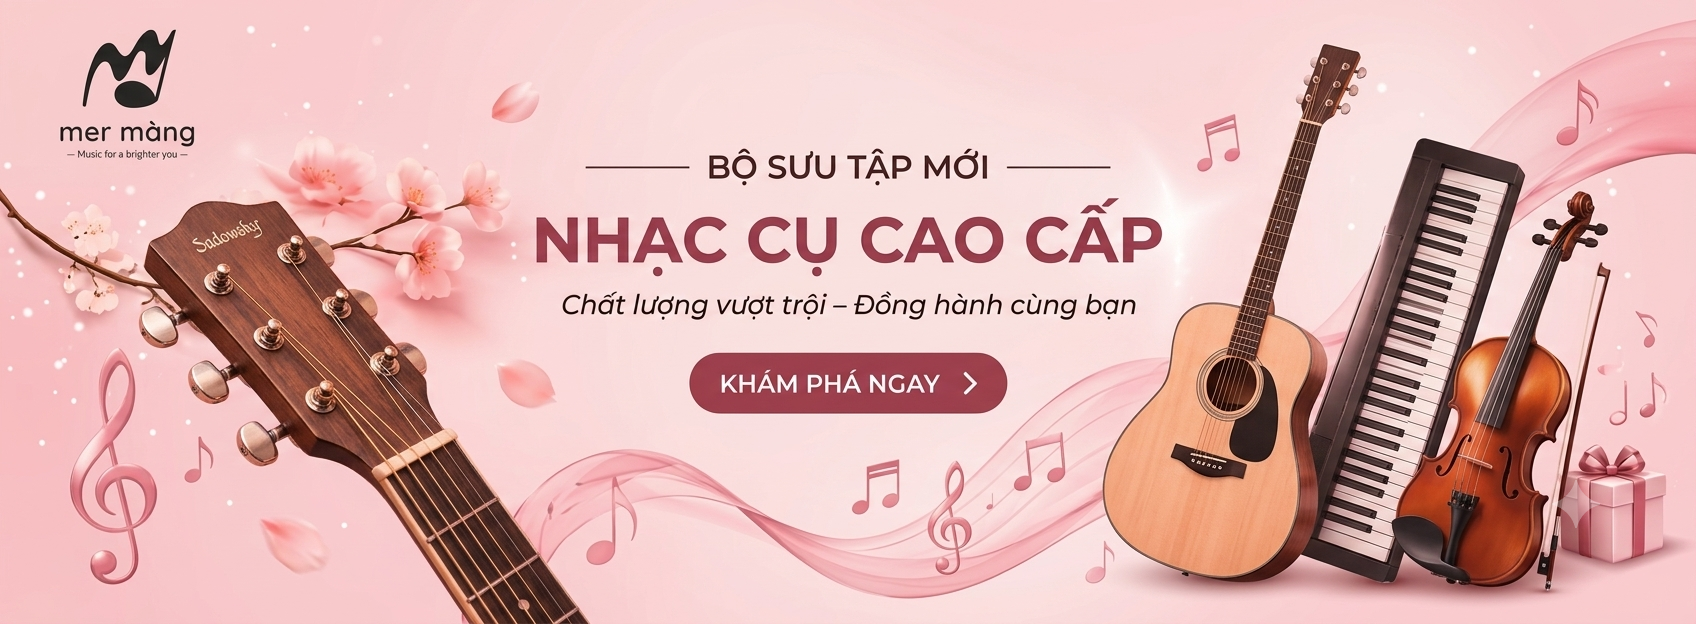 mer màng
— Music for a brighter you —
Sadowshy
BỘ SƯU TẬP MỚI
NHẠC CỤ CAO CẤP
Chất lượng vượt trội – Đồng hành cùng bạn
KHÁM PHÁ NGAY